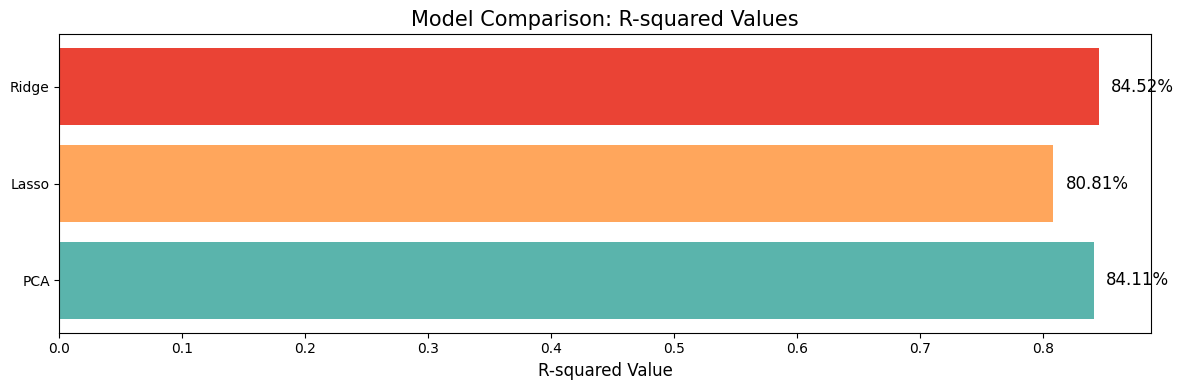 Model Comparison: R-squared Values
Ridge
84.52%
Lasso
80.81%
PCA
84.11%
0.0 0.1 0.2 0.3 0.4 0.5 0.6 0.7 0.8
R-squared Value